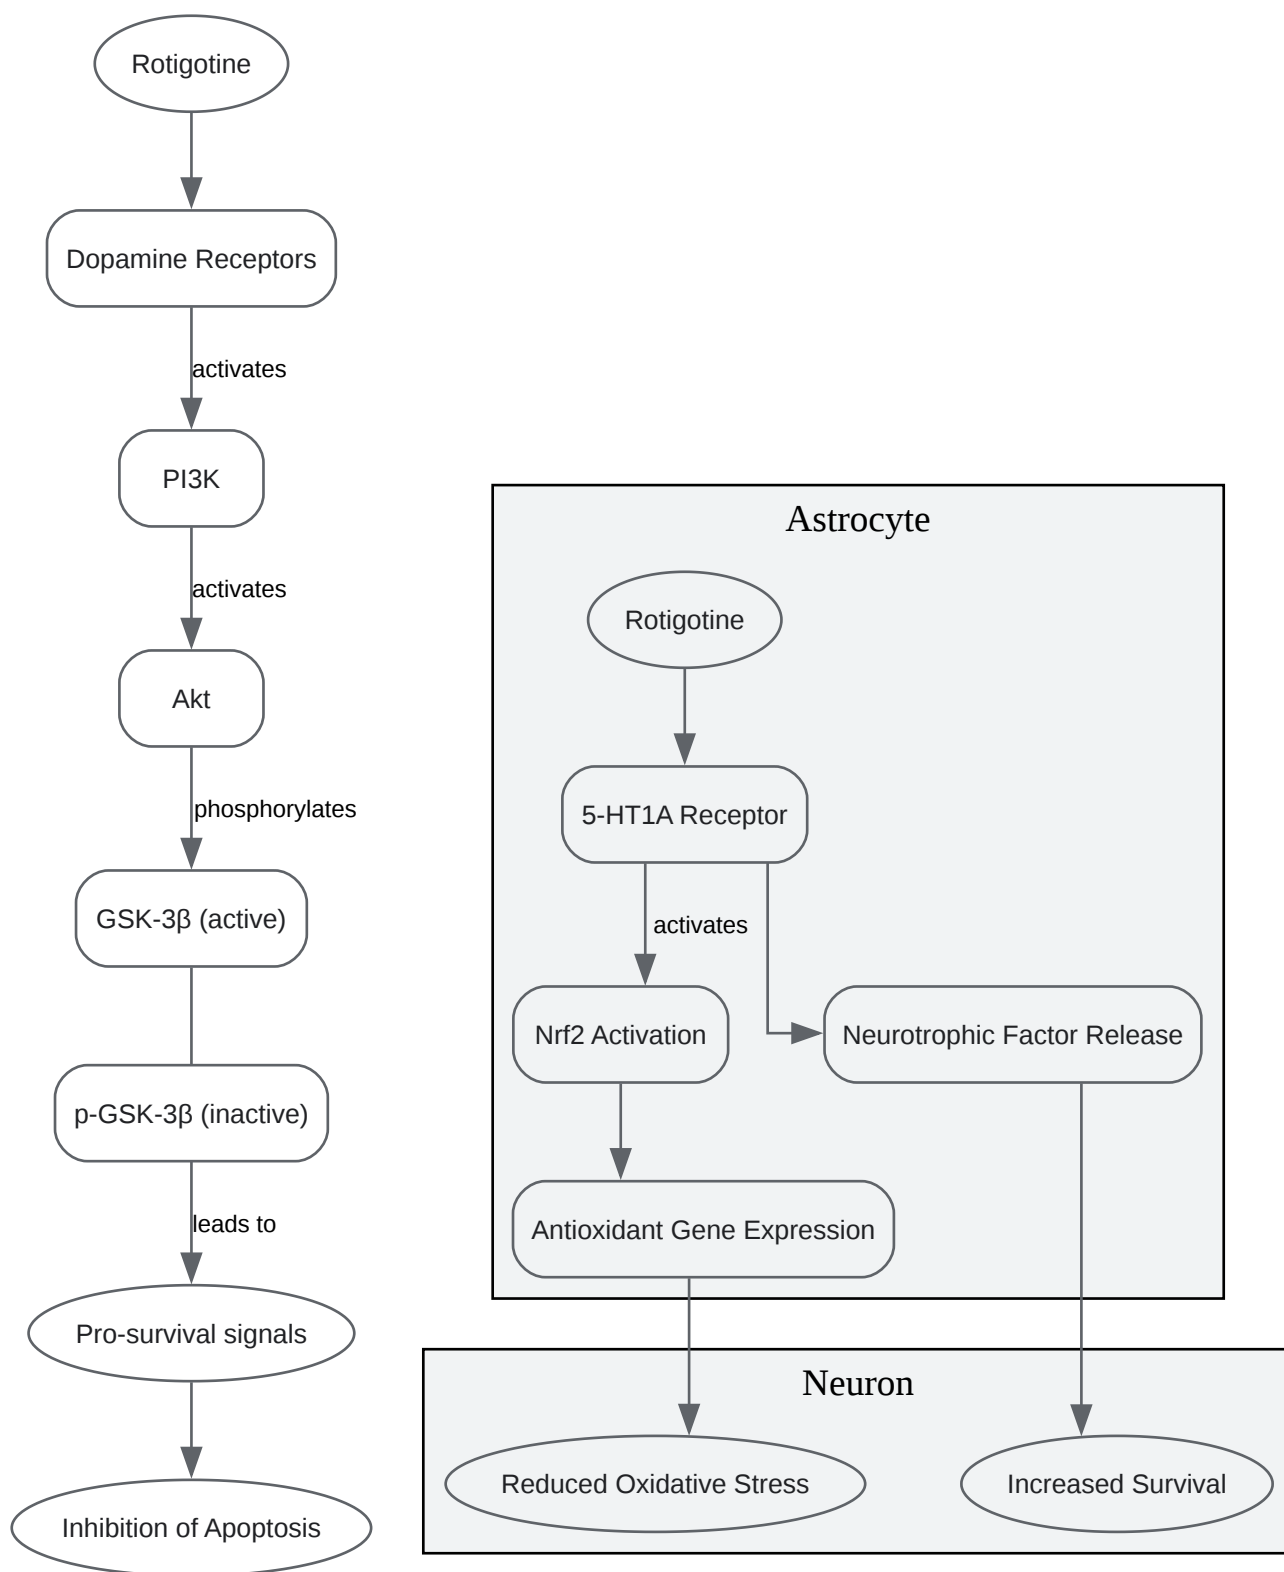 Rotigotine
Dopamine Receptors
activates
PI3K
activates
Akt
phosphorylates
GSK-3β (active)
p-GSK-3β (inactive)
leads to
Pro-survival signals
Inhibition of Apoptosis
Astrocyte
Rotigotine
5-HT1A Receptor
activates
Nrf2 Activation
Neurotrophic Factor Release
Antioxidant Gene Expression
Neuron
Reduced Oxidative Stress
Increased Survival